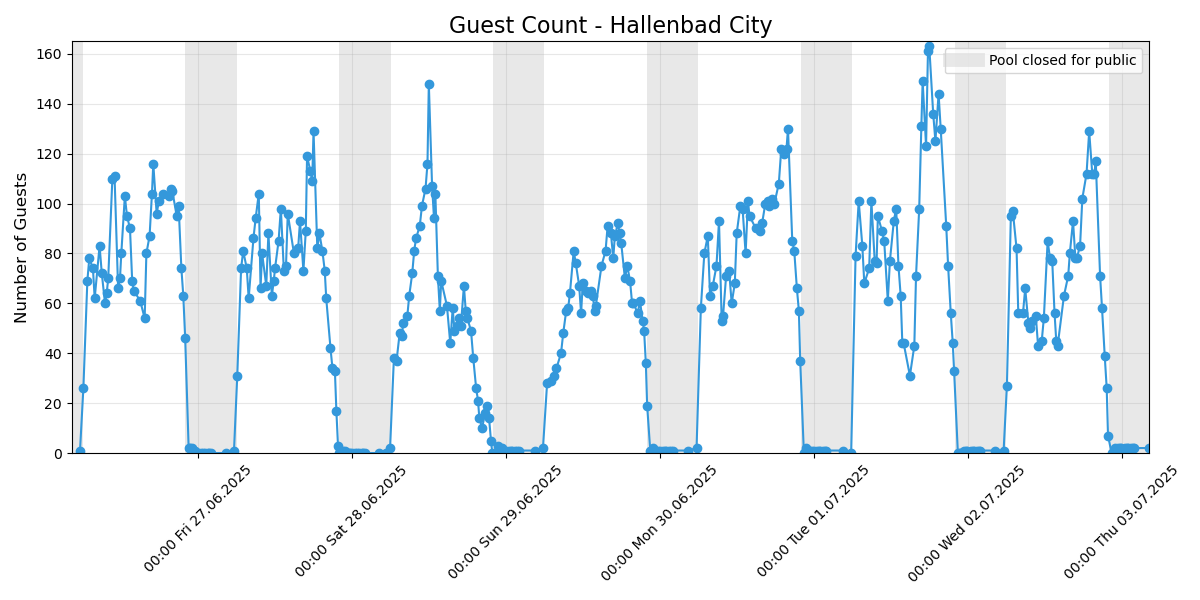 Guest Count - Hallenbad City
Pool closed for public
Number of Guests
160
140
120
100
80
60
40
20
0
00:00 Fri 27.06.2025
00:00 Sat 28.06.2025
00:00 Sun 29.06.2025
00:00 Mon 30.06.2025
00:00 Tue 01.07.2025
00:00 Wed 02.07.2025
00:00 Thu 03.07.2025